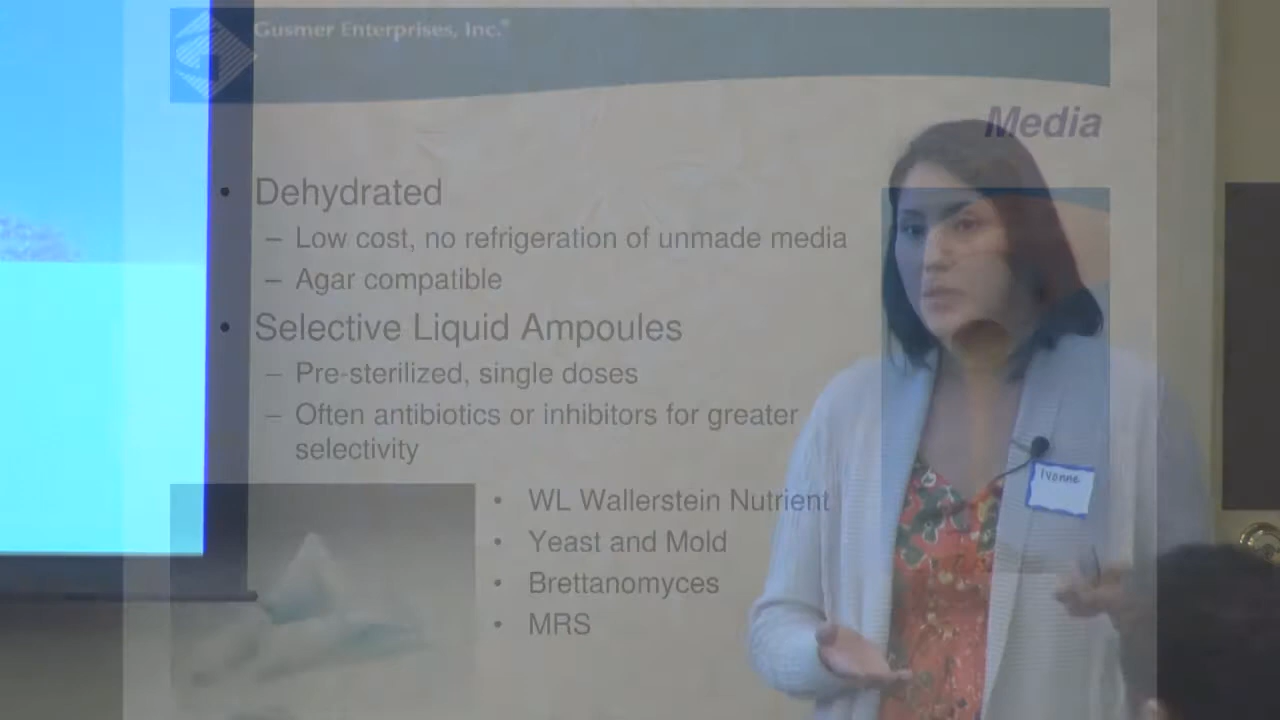 Gusmer Enterprises, Inc.®
Media
• Dehydrated
– Low cost, no refrigeration of unmade media
– Agar compatible
• Selective Liquid Ampoules
– Pre-sterilized, single doses
– Often antibiotics or inhibitors for greater
selectivity
• WL Wallerstein Nutrient
• Yeast and Mold
• Brettanomyces
• MRS
Ivonne